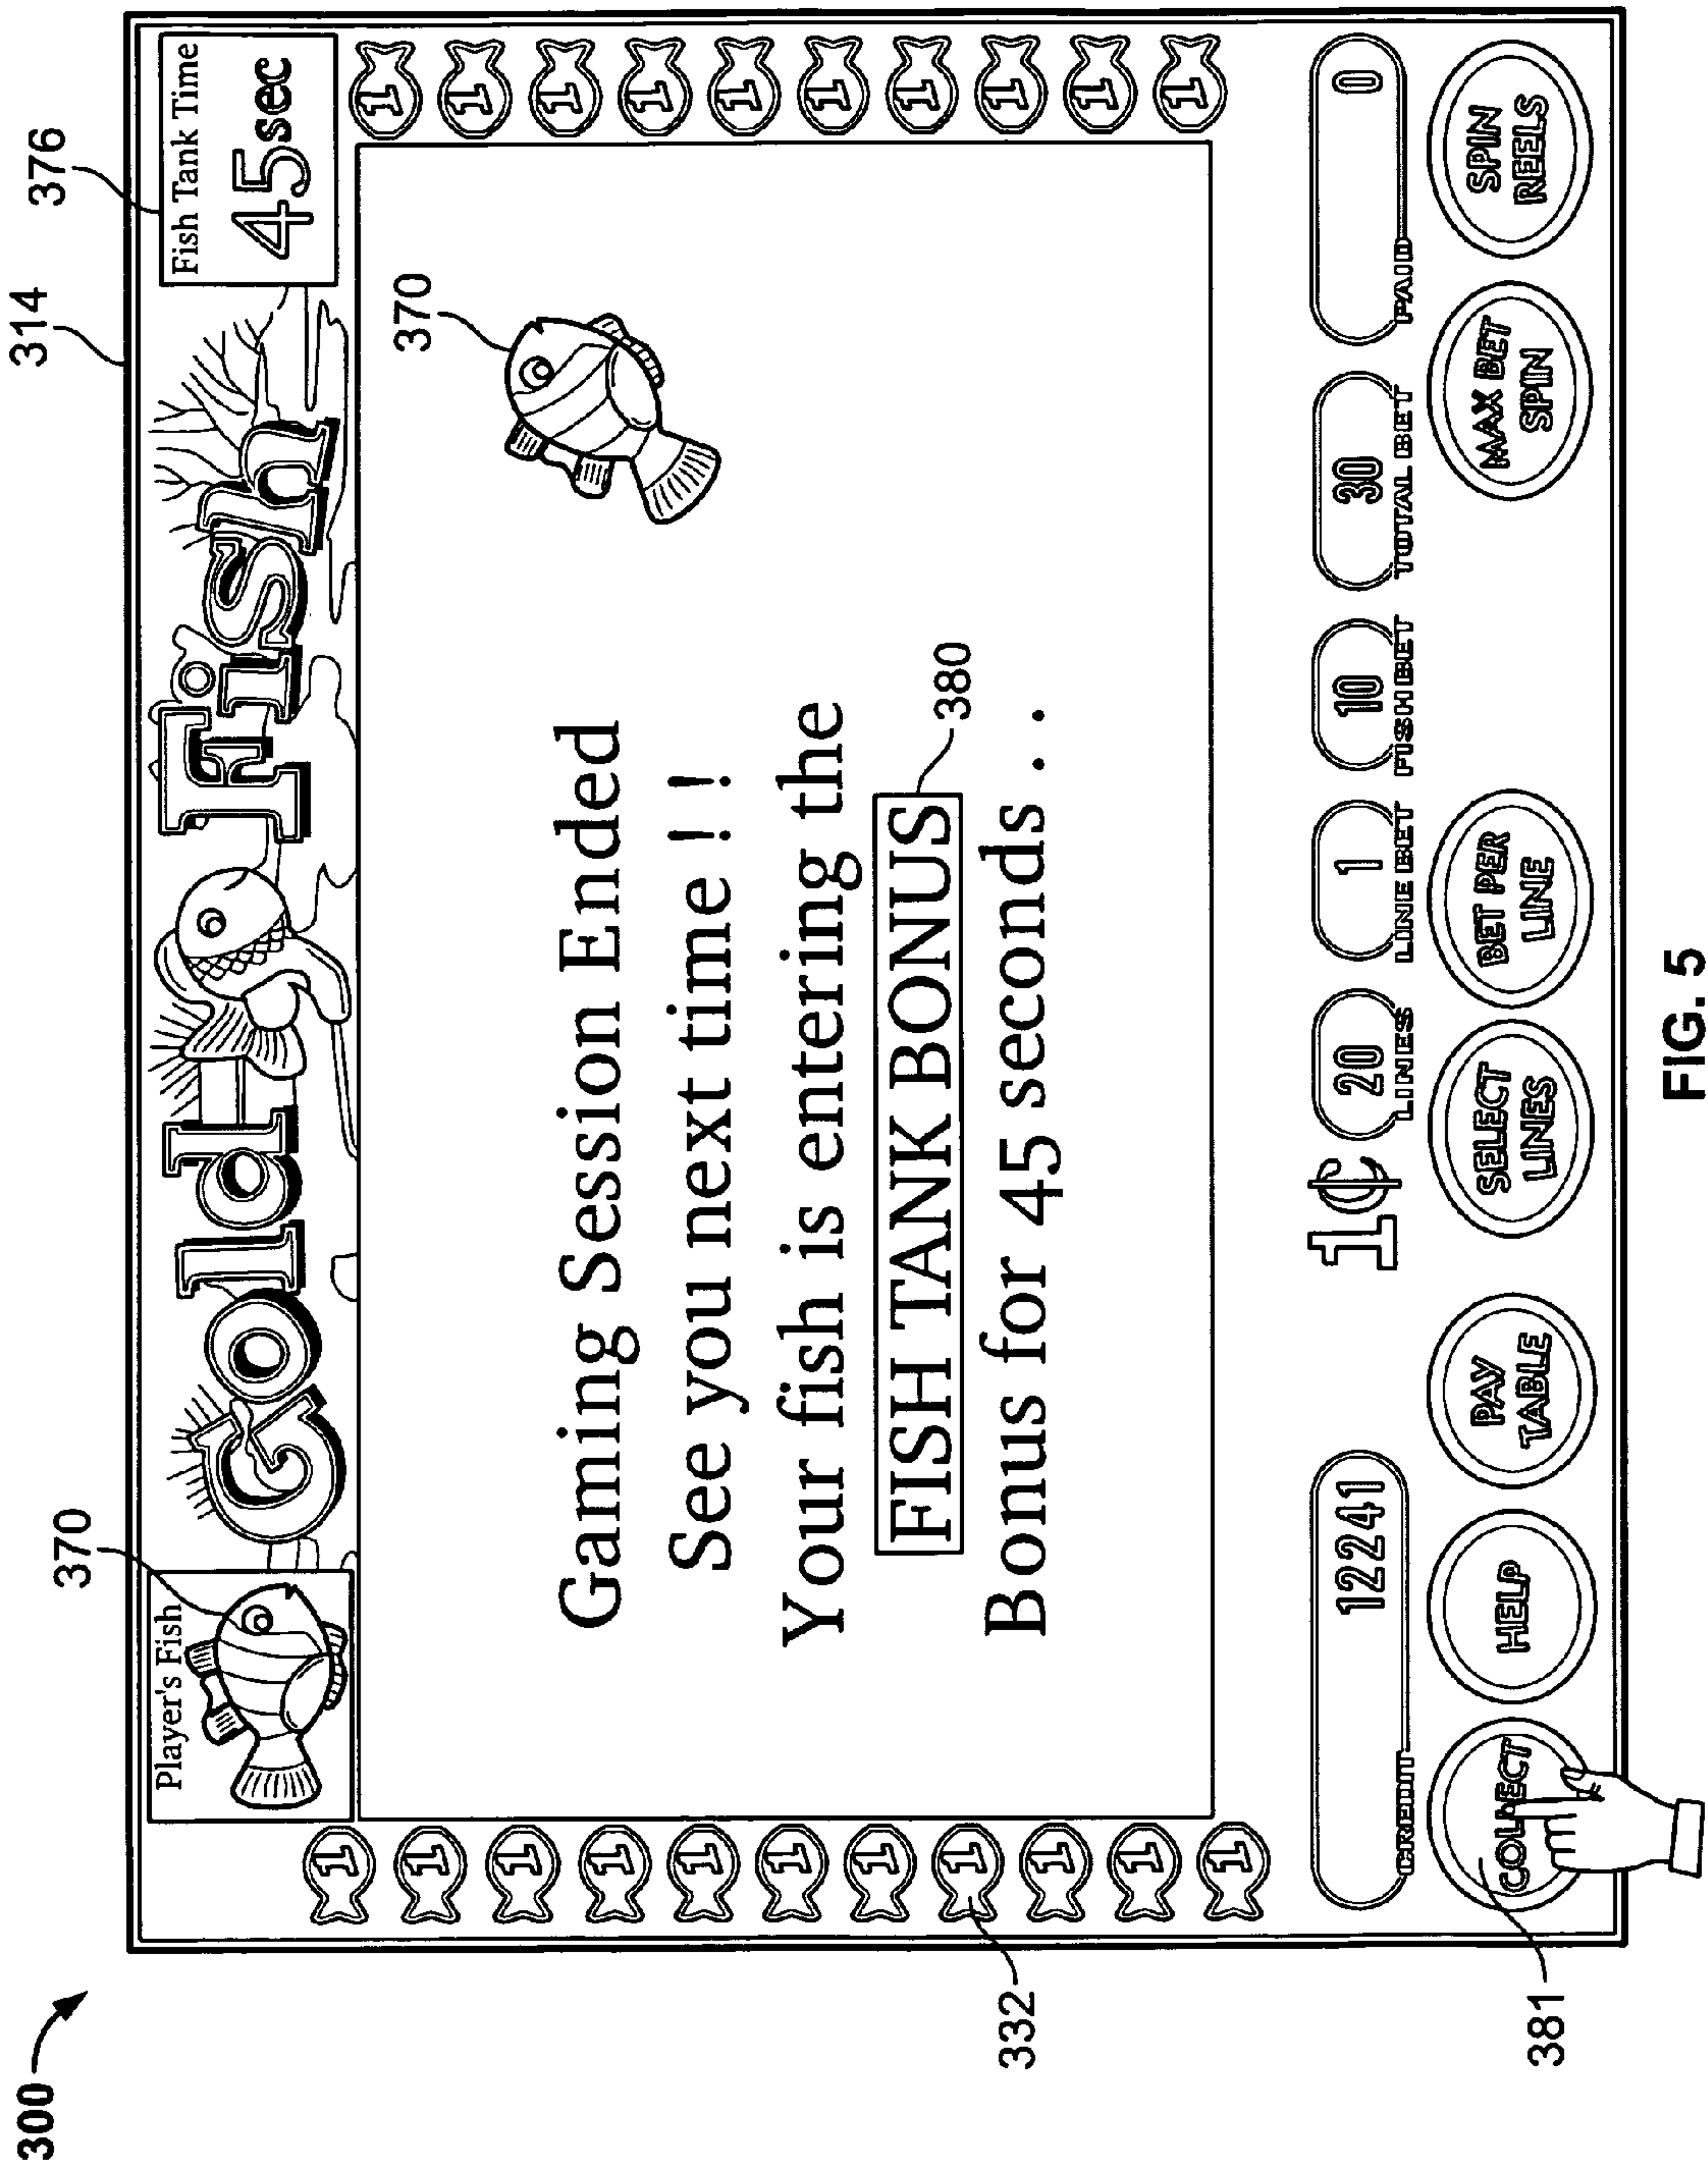 300
314
376
370
Player's Fish
Gold Fish
Fish Tank Time
45sec
370
1 1
1 1
1 1
1 1
1 1
1 1
1 1
1 1
1 1
1 1
1
Gaming Session Ended
See you next time ! ! !
Your fish is entering the
FISH TANK BONUS
380
Bonus for 45 seconds . . .
332
12241 1¢ 20 1 10 30 0
CREDIT LINES LINE BET FISH BET TOTAL BET PAID
COLLECT HELP PAY TABLE SELECT LINES BET PER LINE MAX BET SPIN SPIN REELS
381
FIG. 5